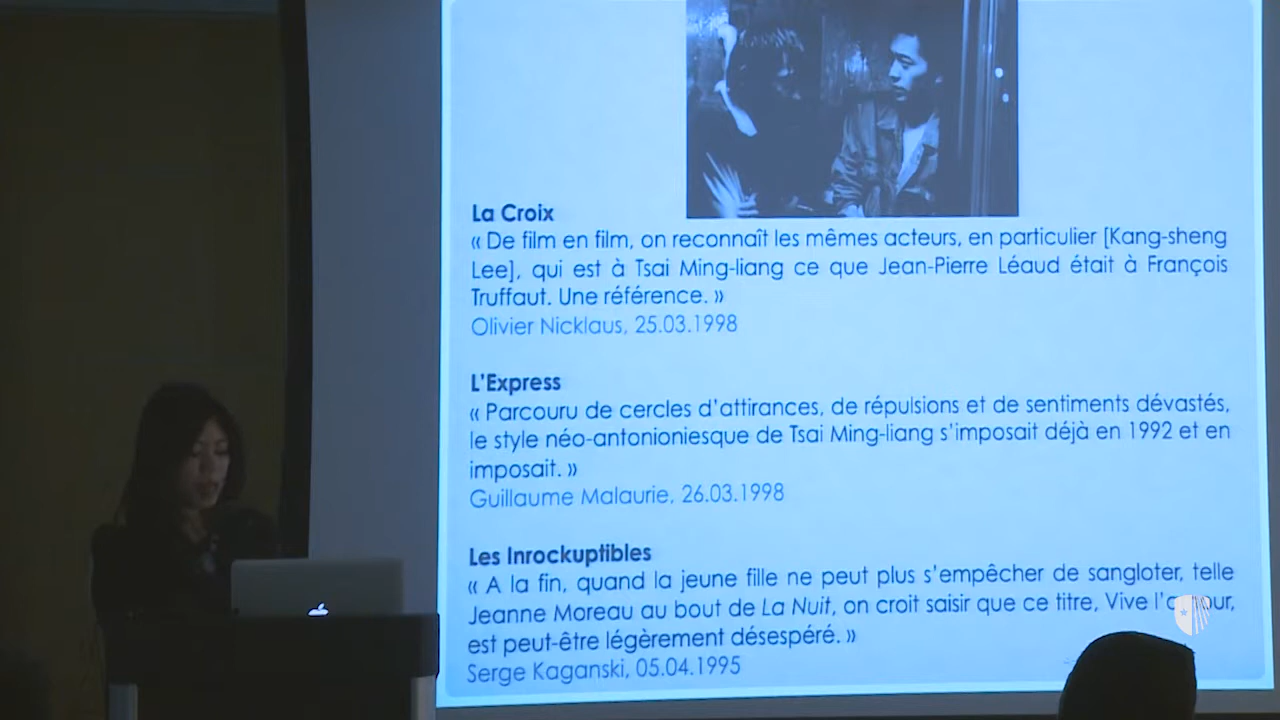 La Croix
« De film en film, on reconnaît les mêmes acteurs, en particulier [Kang-sheng
Lee], qui est à Tsai Ming-liang ce que Jean-Pierre Léaud était à François
Truffaut. Une référence. »
Olivier Nicklaus, 25.03.1998
L'Express
« Parcouru de cercles d'attirances, de répulsions et de sentiments dévastés,
le style néo-antonioniesque de Tsai Ming-liang s'imposait déjà en 1992 et en
imposait. »
Guillaume Malaurie, 26.03.1998
Les Inrockuptibles
« A la fin, quand la jeune fille ne peut plus s'empêcher de sangloter, telle
Jeanne Moreau au bout de La Nuit, on croit saisir que ce titre, Vive l'amour,
est peut-être légèrement désespéré. »
Serge Kaganski, 05.04.1995